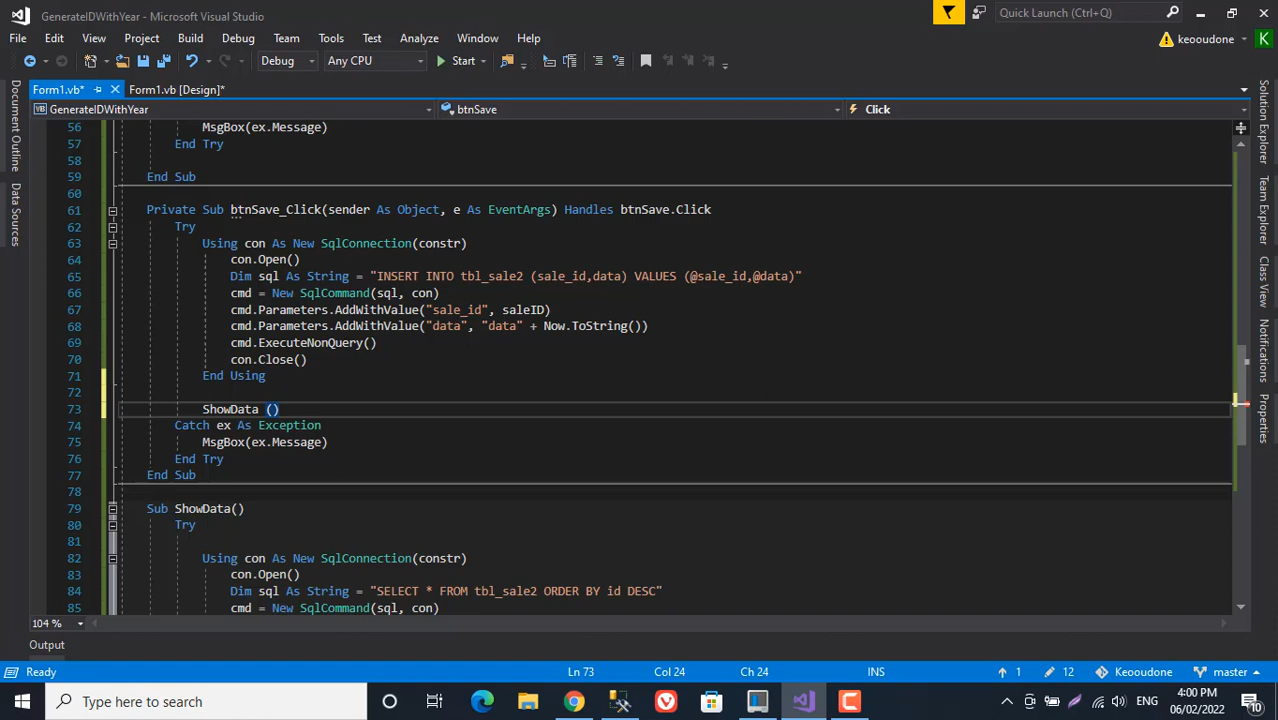 GenerateIDWithYear - Microsoft Visual Studio
Quick Launch (Ctrl+Q)
File Edit View Project Build Debug Team Tools Test Analyze Window Help
keooudone K
Debug Any CPU Start
Form1.vb* Form1.vb [Design]*
VB GenerateIDWithYear btnSave Click
56 MsgBox(ex.Message)
57 End Try
58
59 End Sub
60
61 Private Sub btnSave_Click(sender As Object, e As EventArgs) Handles btnSave.Click
62 Try
63 Using con As New SqlConnection(constr)
64 con.Open()
65 Dim sql As String = "INSERT INTO tbl_sale2 (sale_id,data) VALUES (@sale_id,@data)"
66 cmd = New SqlCommand(sql, con)
67 cmd.Parameters.AddWithValue("sale_id", saleID)
68 cmd.Parameters.AddWithValue("data", "data" + Now.ToString())
69 cmd.ExecuteNonQuery()
70 con.Close()
71 End Using
72
73 ShowData ()
74 Catch ex As Exception
75 MsgBox(ex.Message)
76 End Try
77 End Sub
78
79 Sub ShowData()
80 Try
81
82 Using con As New SqlConnection(constr)
83 con.Open()
84 Dim sql As String = "SELECT * FROM tbl_sale2 ORDER BY id DESC"
85 cmd = New SqlCommand(sql, con)
104 %
Document Outline
Data Sources
Solution Explorer
Team Explorer
Class View
Notifications
Properties
Output
Ready Ln 73 Col 24 Ch 24 INS 1 12 Keooudone master
Type here to search
ENG
4:00 PM
06/02/2022
10